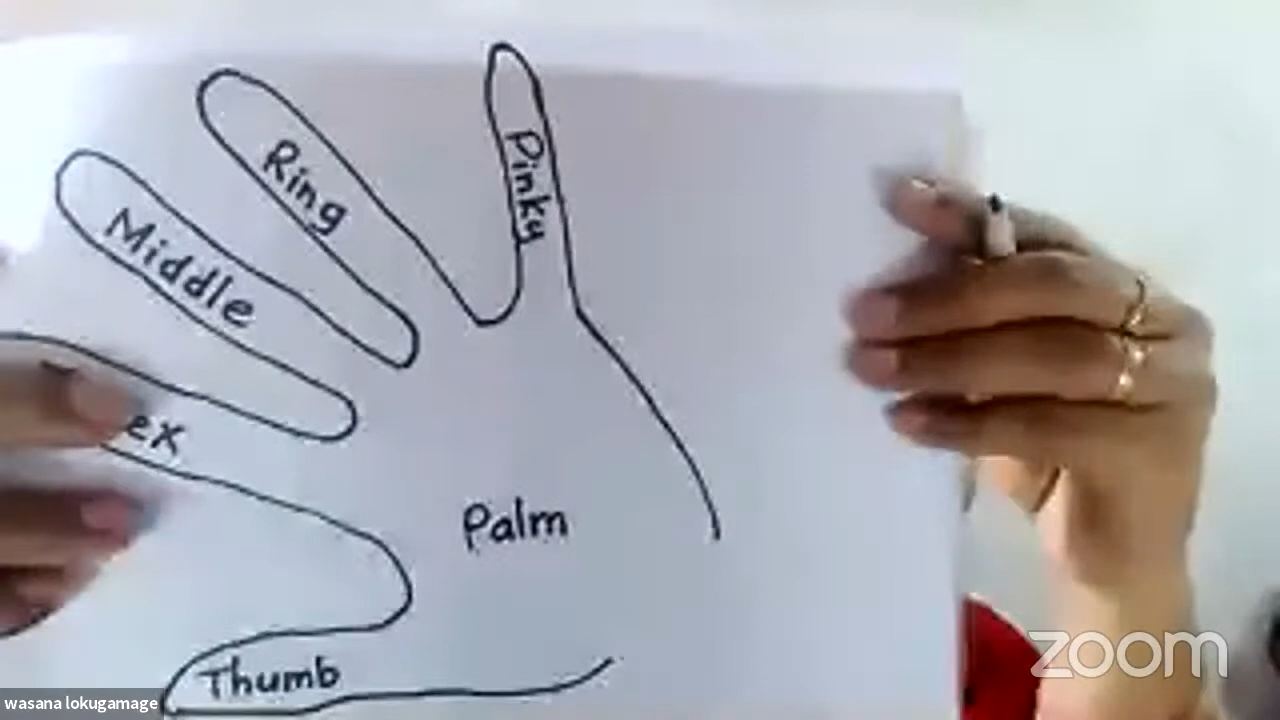 Pinky
Ring
Middle
ex
Palm
Thumb
wasana lokugamage
zoom